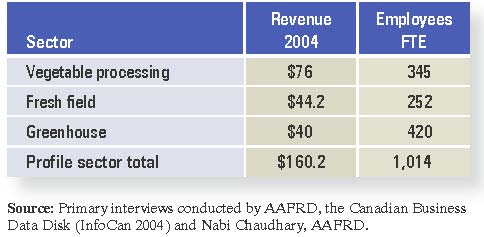 Sector Revenue 2004 Employees FTE
Vegetable processing $76 345
Fresh field $44.2 252
Greenhouse $40 420
Profile sector total $160.2 1,014
Source: Primary interviews conducted by AAFRD, the Canadian Business
Data Disk (InfoCan 2004) and Nabi Chaudhary, AAFRD.